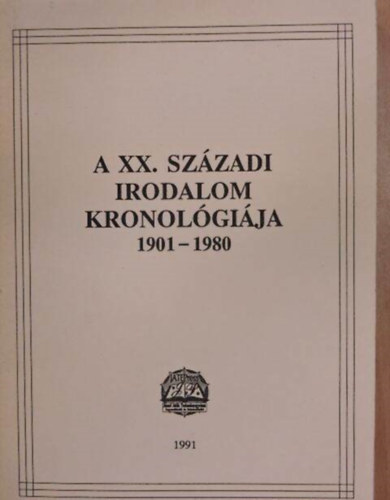 A XX. SZÁZADI
IRODALOM
KRONOLÓGIÁJA
1901–1980
1991